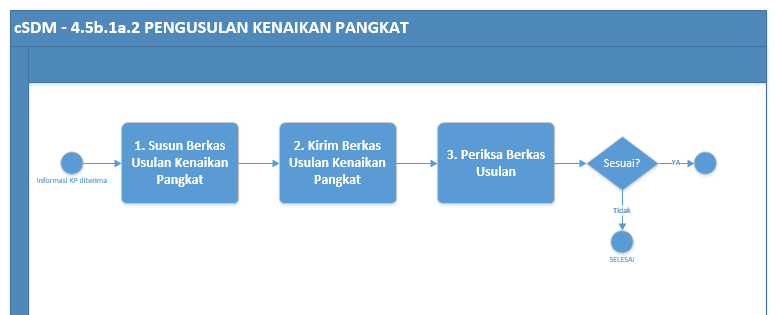 cSDM - 4.5b.1a.2 PENGUSULAN KENAIKAN PANGKAT
1. Susun Berkas
Usulan Kenaikan
Pangkat
2. Kirim Berkas
Usulan Kenaikan
Pangkat
3. Periksa Berkas
Usulan
Sesuai?
YA
Informasi KP diterima
Tidak
SELESAI